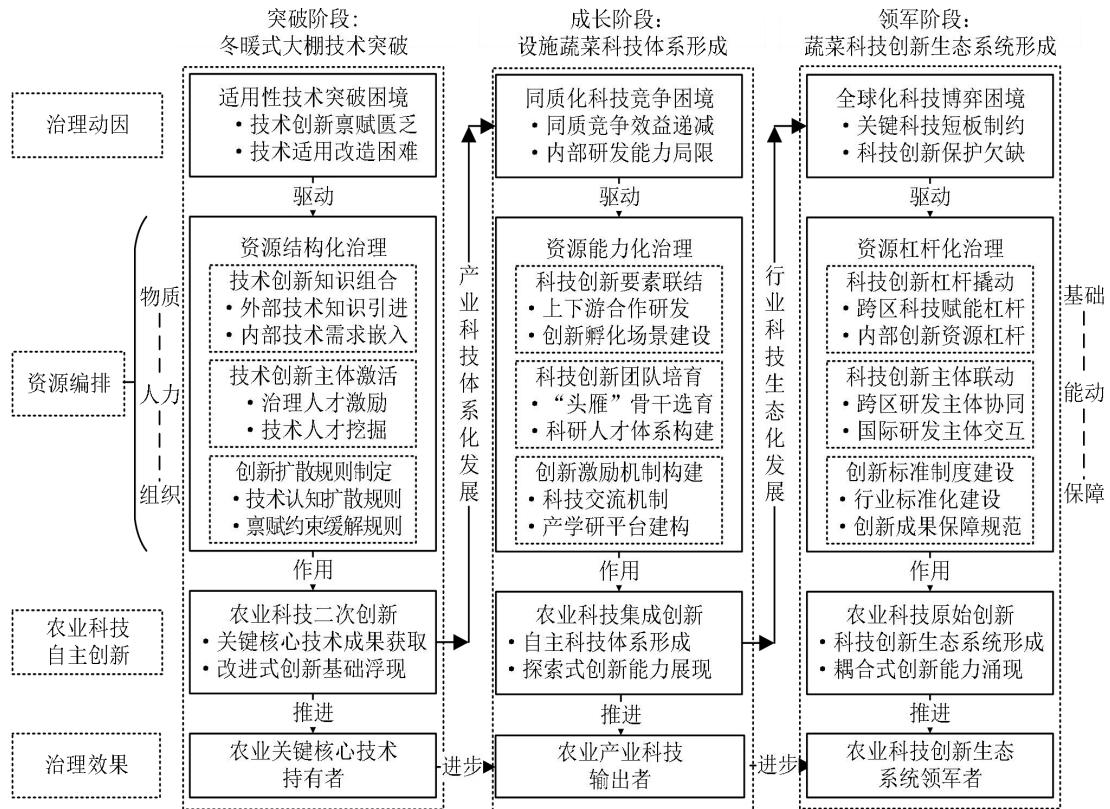 突破阶段:
冬暖式大棚技术突破
成长阶段:
设施蔬菜科技体系形成
领军阶段:
蔬菜科技创新生态系统形成
治理动因
适用性技术突破困境
•技术创新禀赋匮乏
•技术适用改造困难
同质化科技竞争困境
•同质竞争效益递减
•内部研发能力局限
全球化科技博弈困境
•关键科技短板制约
•科技创新保护欠缺
驱动
驱动
驱动
资源编排
物质
人力
组织
资源结构化治理
技术创新知识组合
•外部技术知识引进
•内部技术需求嵌入
技术创新主体激活
•治理人才激励
•技术人才挖掘
创新扩散规则制定
•技术认知扩散规则
•禀赋约束缓解规则
产业科技体系化发展
资源能力化治理
科技创新要素联结
•上下游合作研发
•创新孵化场景建设
科技创新团队培育
•“头雁”骨干选育
•科研人才体系构建
创新激励机制构建
•科技交流机制
•产学研平台建构
行业科技生态化发展
资源杠杆化治理
科技创新杠杆撬动
•跨区科技赋能杠杆
•内部创新资源杠杆
科技创新主体联动
•跨区研发主体协同
•国际研发主体交互
创新标准制度建设
•行业标准化建设
•创新成果保障规范
基础
能动
保障
作用
作用
作用
农业科技
自主创新
农业科技二次创新
•关键核心技术成果获取
•改进式创新基础浮现
农业科技集成创新
•自主科技体系形成
•探索式创新能力展现
农业科技原始创新
•科技创新生态系统形成
•耦合式创新能力涌现
推进
推进
推进
治理效果
农业关键核心技术
持有者
进步
农业产业科技
输出者
进步
农业科技创新生态
系统领军者